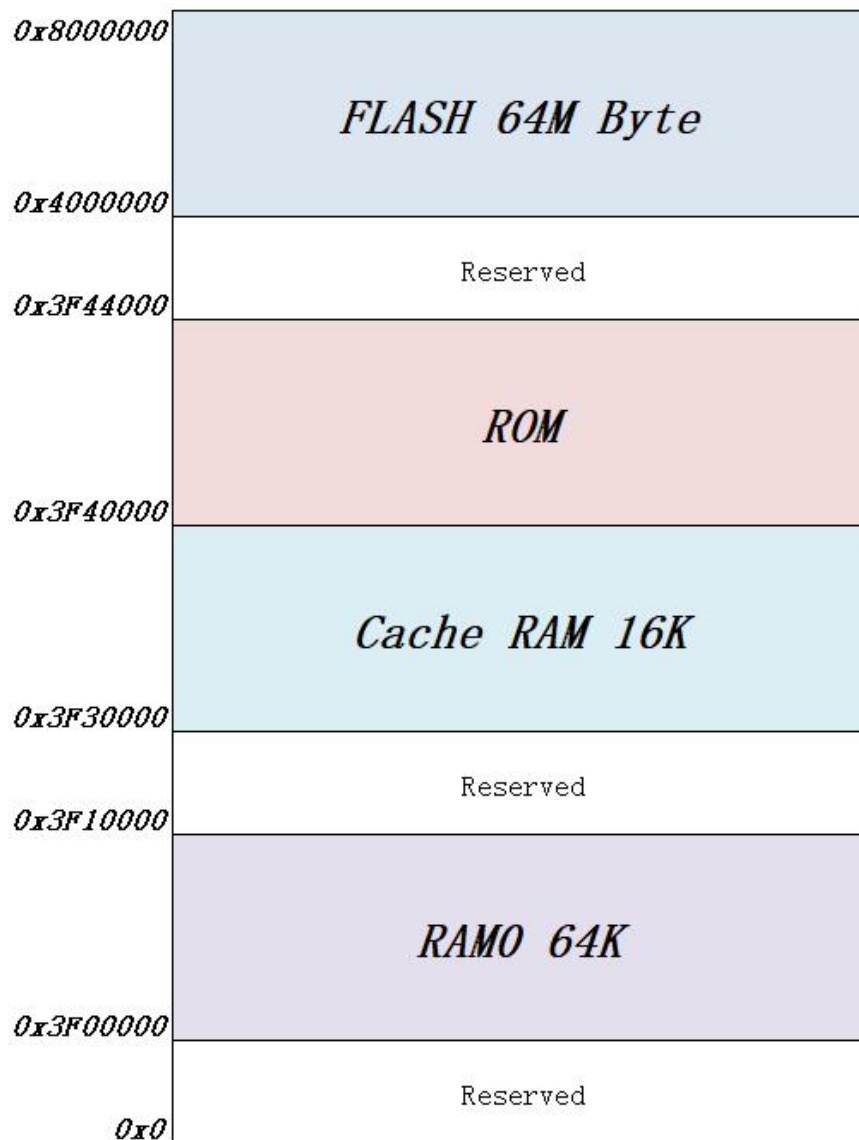 0x8000000
FLASH 64M Byte
0x4000000
Reserved
0x3F44000
ROM
0x3F40000
Cache RAM 16K
0x3F30000
Reserved
0x3F10000
RAM0 64K
0x3F00000
Reserved
0x0